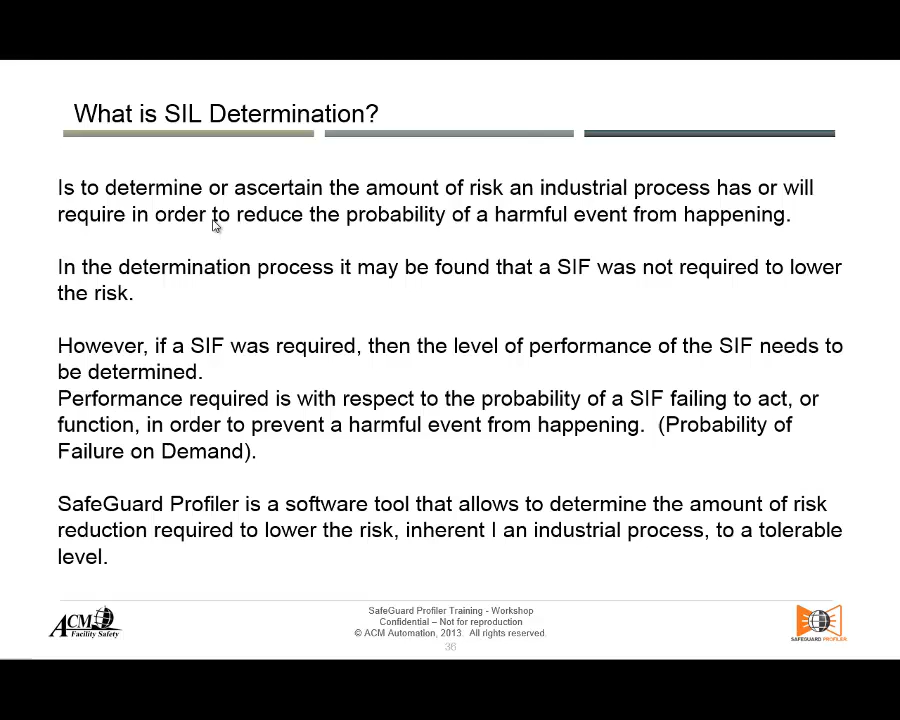 What is SIL Determination?
Is to determine or ascertain the amount of risk an industrial process has or will
require in order to reduce the probability of a harmful event from happening.
In the determination process it may be found that a SIF was not required to lower
the risk.
However, if a SIF was required, then the level of performance of the SIF needs to
be determined.
Performance required is with respect to the probability of a SIF failing to act, or
function, in order to prevent a harmful event from happening.  (Probability of
Failure on Demand).
SafeGuard Profiler is a software tool that allows to determine the amount of risk
reduction required to lower the risk, inherent I an industrial process, to a tolerable
level.
ACM
Facility Safety
SafeGuard Profiler Training - Workshop
Confidential – Not for reproduction
© ACM Automation, 2013.  All rights reserved.
36
SAFEGUARD PROFILER